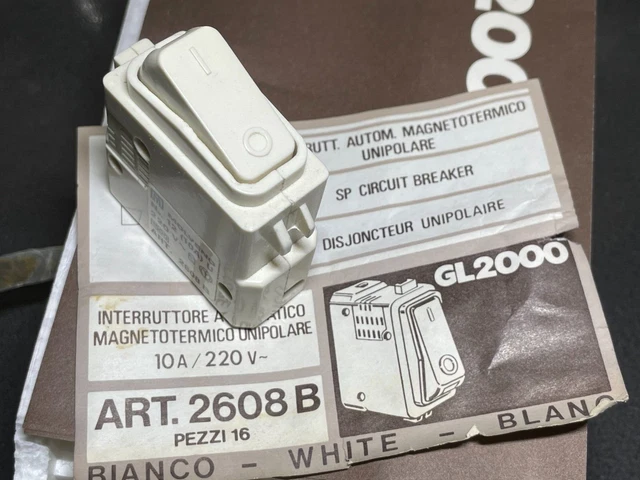 200
RUTT. AUTOM. MAGNETOTERMICO
UNIPOLARE
SP CIRCUIT BREAKER
DISJONCTEUR UNIPOLAIRE
GL2000
INTERRUTTORE
MAGNETOTERMICO UNIPOLARE
10A / 220 V~
ART. 2608 B
PEZZI 16
BIANCO - WHITE - BLANC